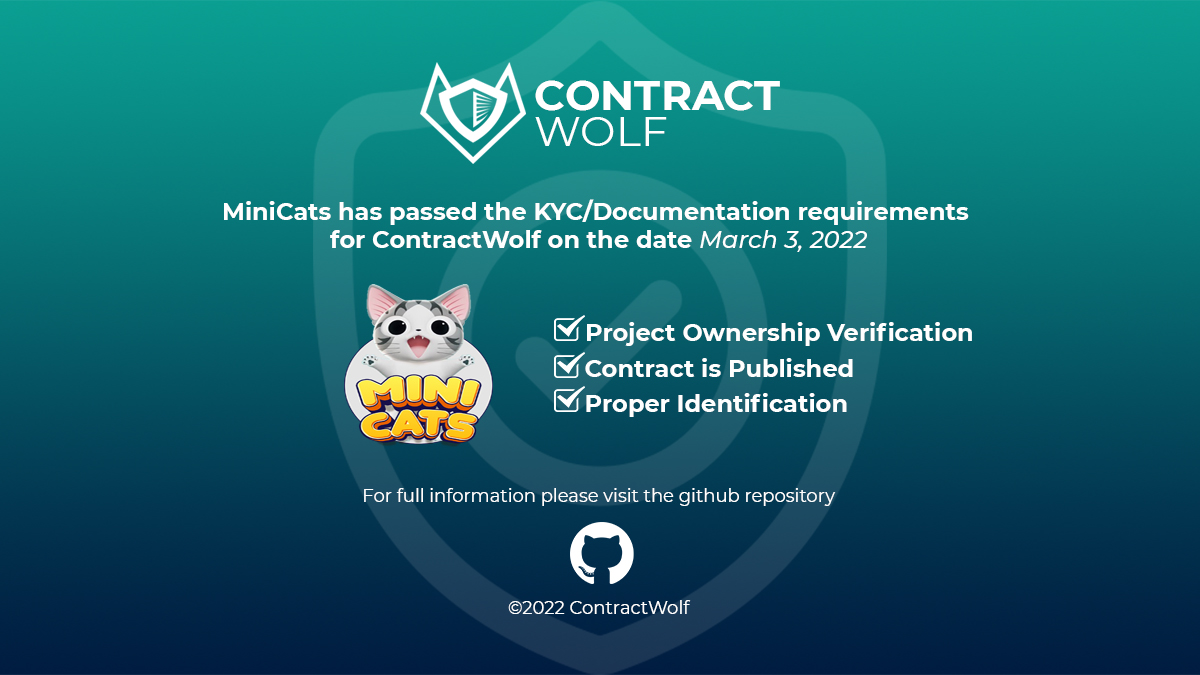 CONTRACT
WOLF
MiniCats has passed the KYC/Documentation requirements
for ContractWolf on the date March 3, 2022
MINI
CATS
Project Ownership Verification
Contract is Published
Proper Identification
For full information please visit the github repository
©2022 ContractWolf